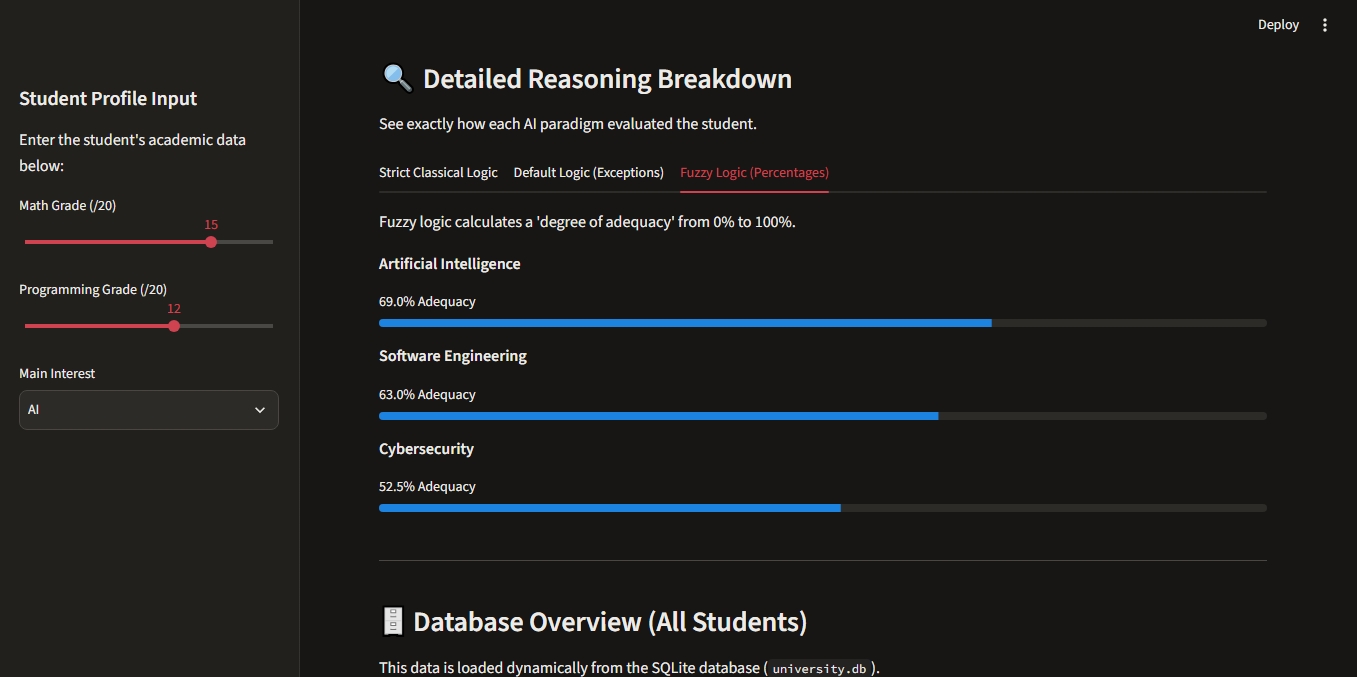 Deploy
Student Profile Input
Enter the student's academic data
below:
Math Grade (/20)
15
Programming Grade (/20)
12
Main Interest
AI
Detailed Reasoning Breakdown
See exactly how each AI paradigm evaluated the student.
Strict Classical Logic Default Logic (Exceptions) Fuzzy Logic (Percentages)
Fuzzy logic calculates a 'degree of adequacy' from 0% to 100%.
Artificial Intelligence
69.0% Adequacy
Software Engineering
63.0% Adequacy
Cybersecurity
52.5% Adequacy
Database Overview (All Students)
This data is loaded dynamically from the SQLite database ( university.db ).